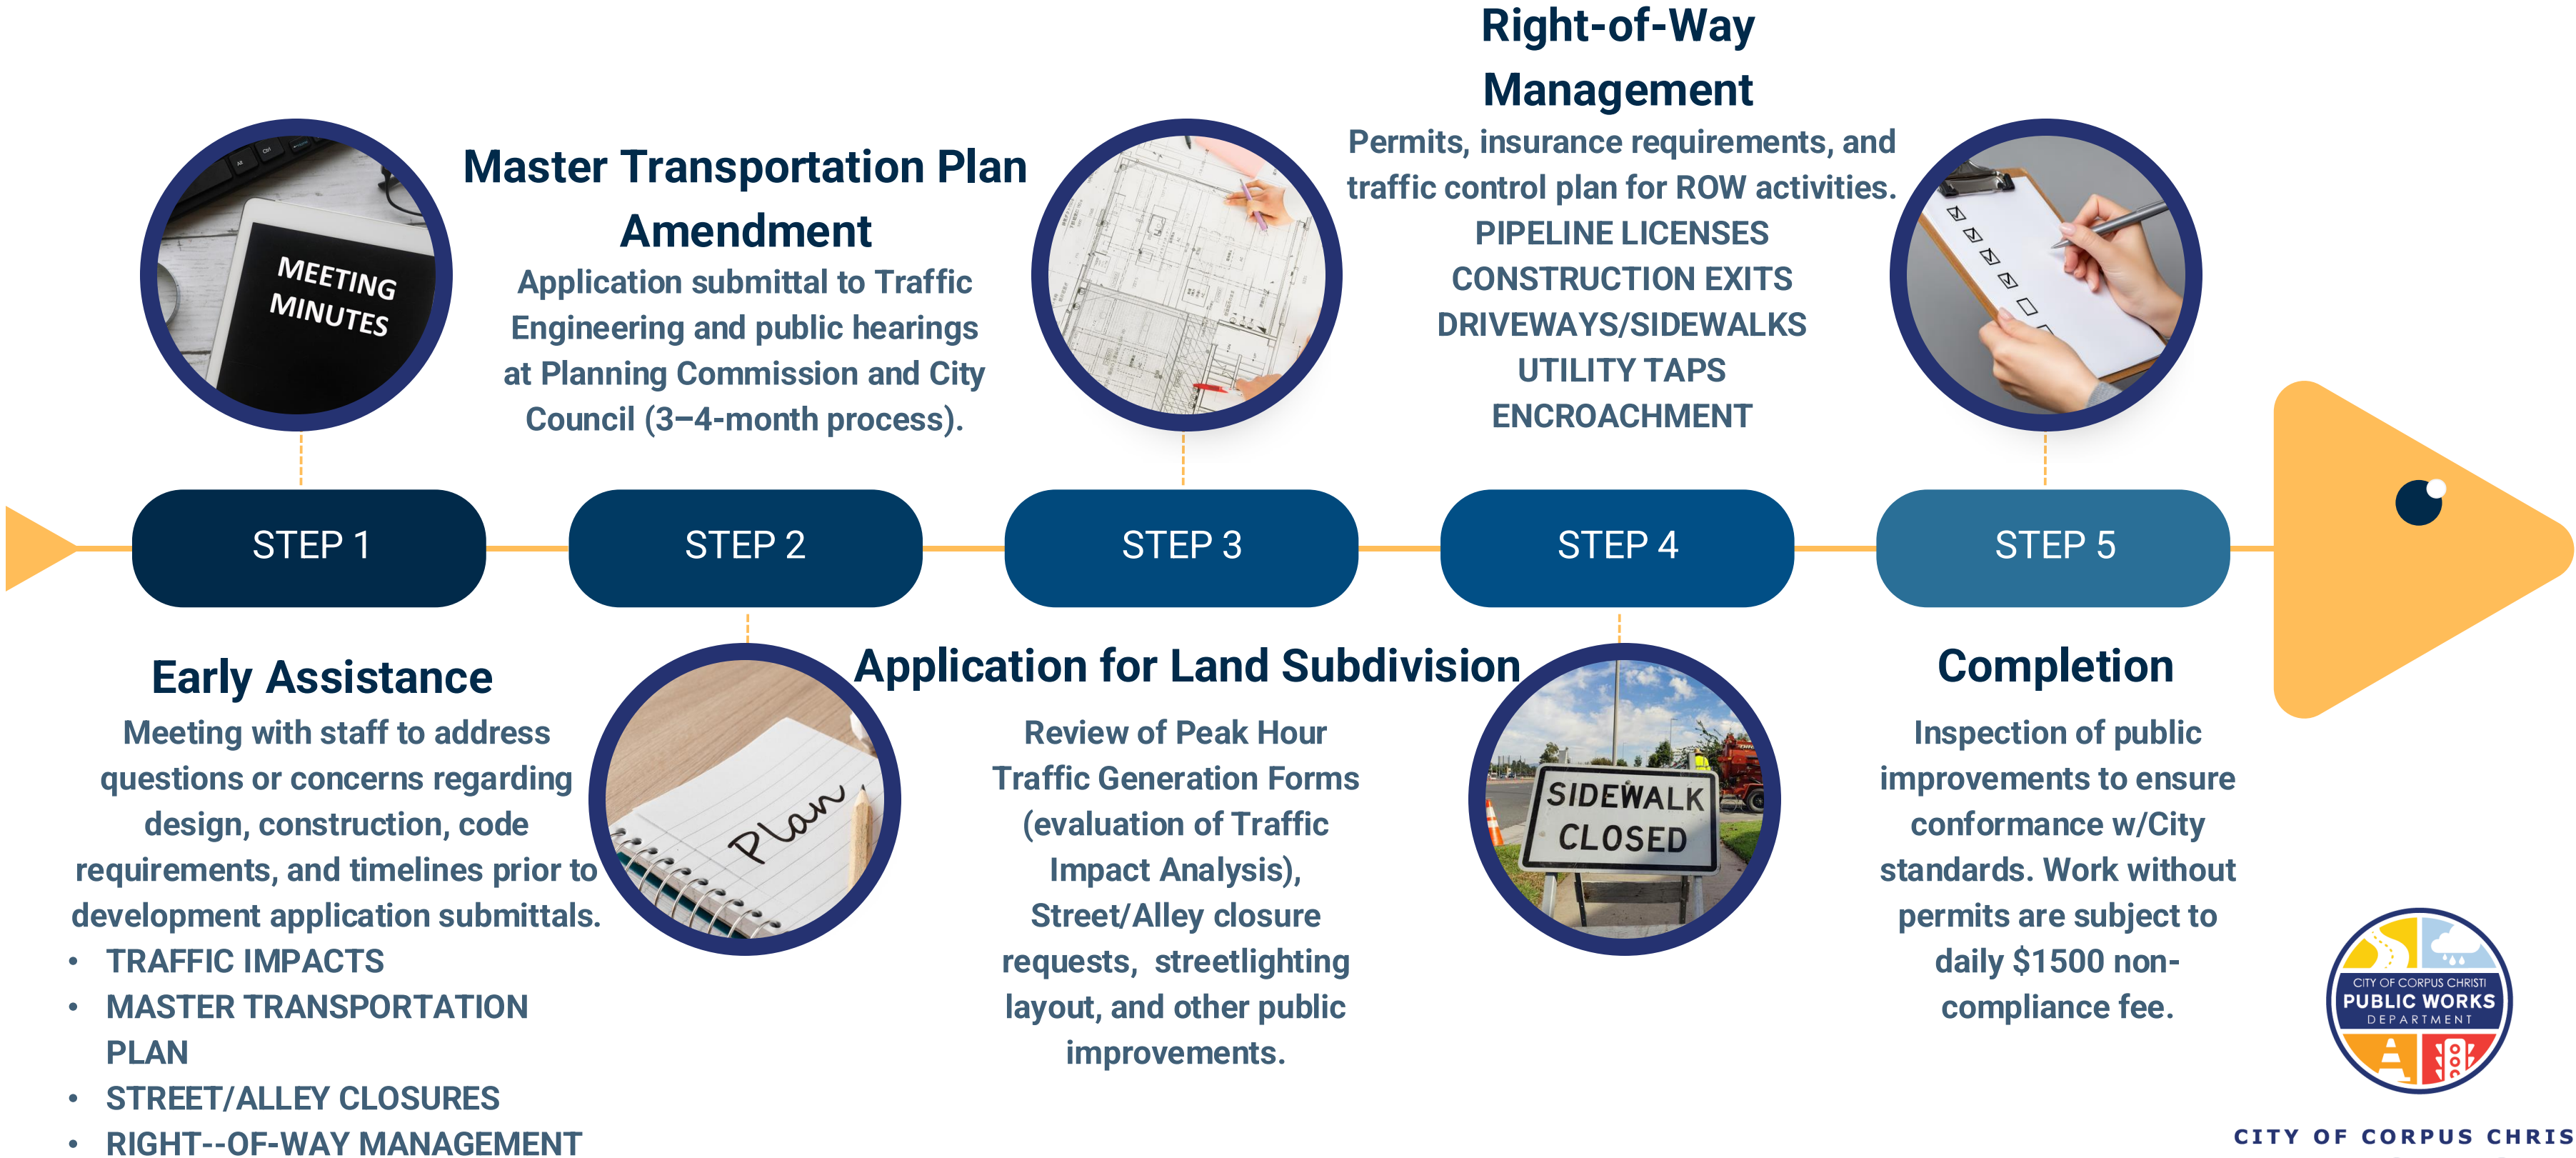 Right-of-Way
Management
Permits, insurance requirements, and
traffic control plan for ROW activities.
PIPELINE LICENSES
CONSTRUCTION EXITS
DRIVEWAYS/SIDEWALKS
UTILITY TAPS
ENCROACHMENT
Master Transportation Plan
Amendment
Application submittal to Traffic
Engineering and public hearings
at Planning Commission and City
Council (3–4-month process).
Alt
Ctrl
MEETING
MINUTES
STEP 1
STEP 2
STEP 3
STEP 4
STEP 5
Early Assistance
Meeting with staff to address
questions or concerns regarding
design, construction, code
requirements, and timelines prior to
development application submittals.
• TRAFFIC IMPACTS
• MASTER TRANSPORTATION
PLAN
• STREET/ALLEY CLOSURES
• RIGHT--OF-WAY MANAGEMENT
Plan
Application for Land Subdivision
Review of Peak Hour
Traffic Generation Forms
(evaluation of Traffic
Impact Analysis),
Street/Alley closure
requests,  streetlighting
layout, and other public
improvements.
SIDEWALK
CLOSED
Completion
Inspection of public
improvements to ensure
conformance w/City
standards. Work without
permits are subject to
daily $1500 non-
compliance fee.
CITY OF CORPUS CHRISTI
PUBLIC WORKS
DEPARTMENT
CITY OF CORPUS CHRIS